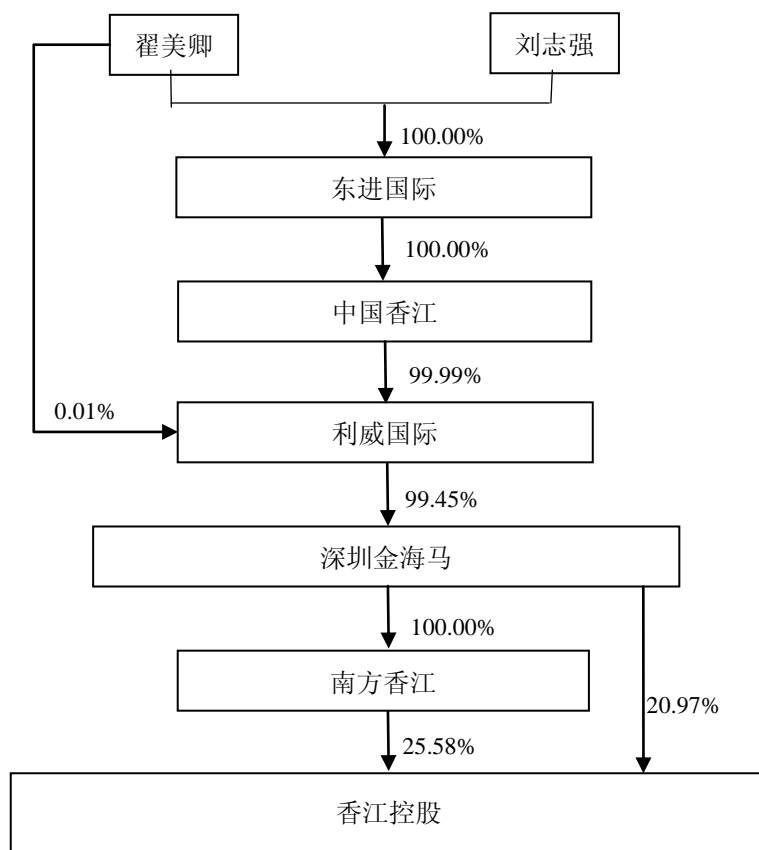 翟美卿
刘志强
100.00%
东进国际
100.00%
中国香江
99.99%
0.01%
利威国际
99.45%
深圳金海马
100.00%
南方香江
20.97%
25.58%
香江控股